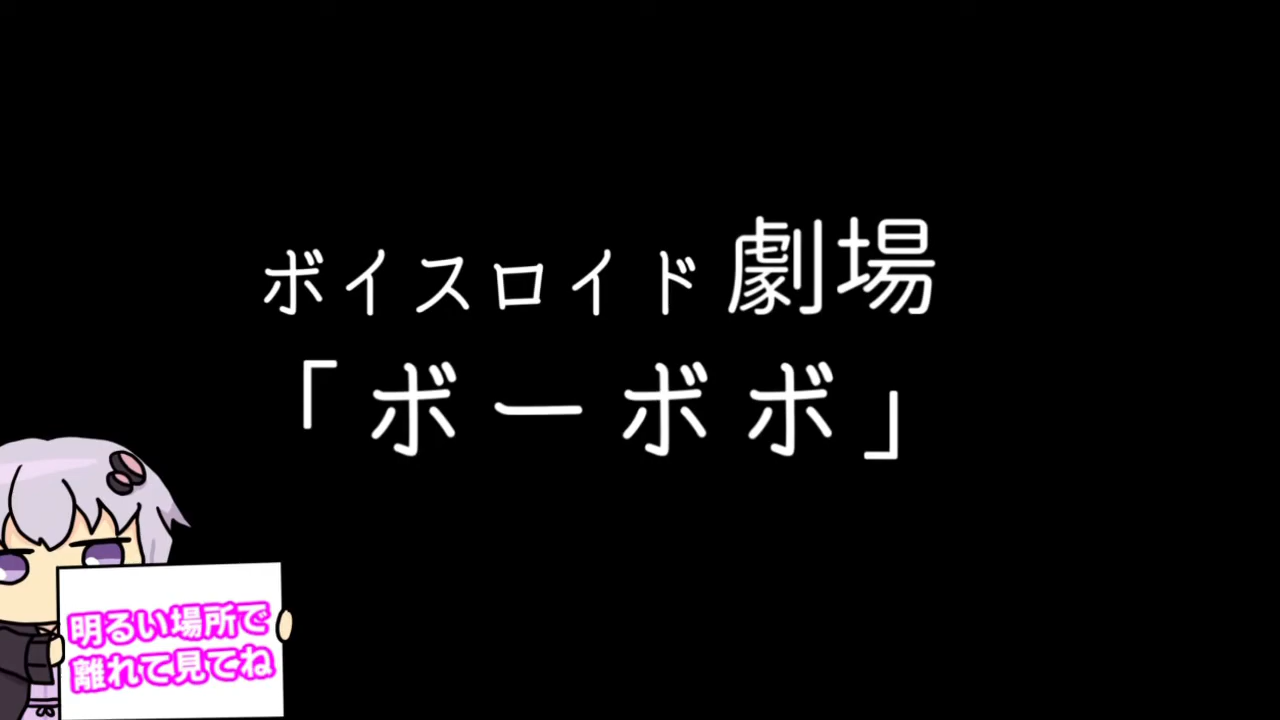 ボイスロイド劇場
「ボーボボ」
明るい場所で
離れて見てね